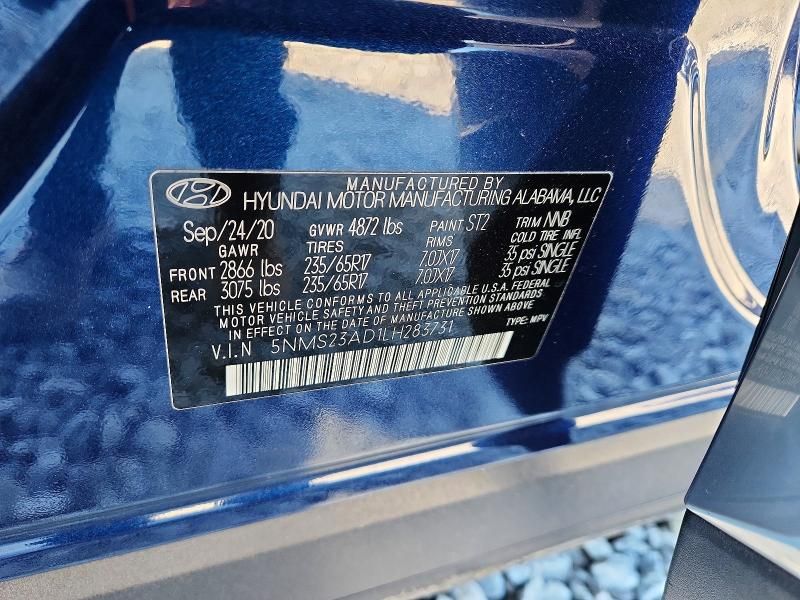 MANUFACTURED BY
HYUNDAI MOTOR MANUFACTURING ALABAMA, LLC
Sep/24/20 GVWR 4872 lbs PAINT ST2 TRIM NNB
GAWR TIRES RIMS COLD TIRE INFL
FRONT 2866 lbs 235/65R17 7.0JX17 35 psi SINGLE
REAR 3075 lbs 235/65R17 7.0JX17 35 psi SINGLE
THIS VEHICLE CONFORMS TO ALL APPLICABLE U.S.A. FEDERAL
MOTOR VEHICLE SAFETY AND THEFT PREVENTION STANDARDS
IN EFFECT ON THE DATE OF MANUFACTURE SHOWN ABOVE
V.I.N 5NMS23AD1LH283731 TYPE: MPV